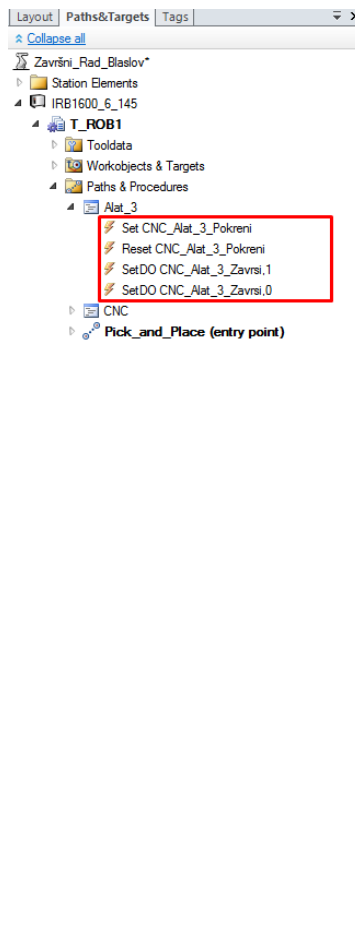 Layout Paths&Targets Tags
Collapse all
Završni_Rad_Blaslov*
Station Elements
IRB1600_6_145
T_ROB1
Tooldata
Workobjects & Targets
Paths & Procedures
Alat_3
Set CNC_Alat_3_Pokreni
Reset CNC_Alat_3_Pokreni
SetDO CNC_Alat_3_Zavrsi,1
SetDO CNC_Alat_3_Zavrsi,0
CNC
Pick_and_Place (entry point)